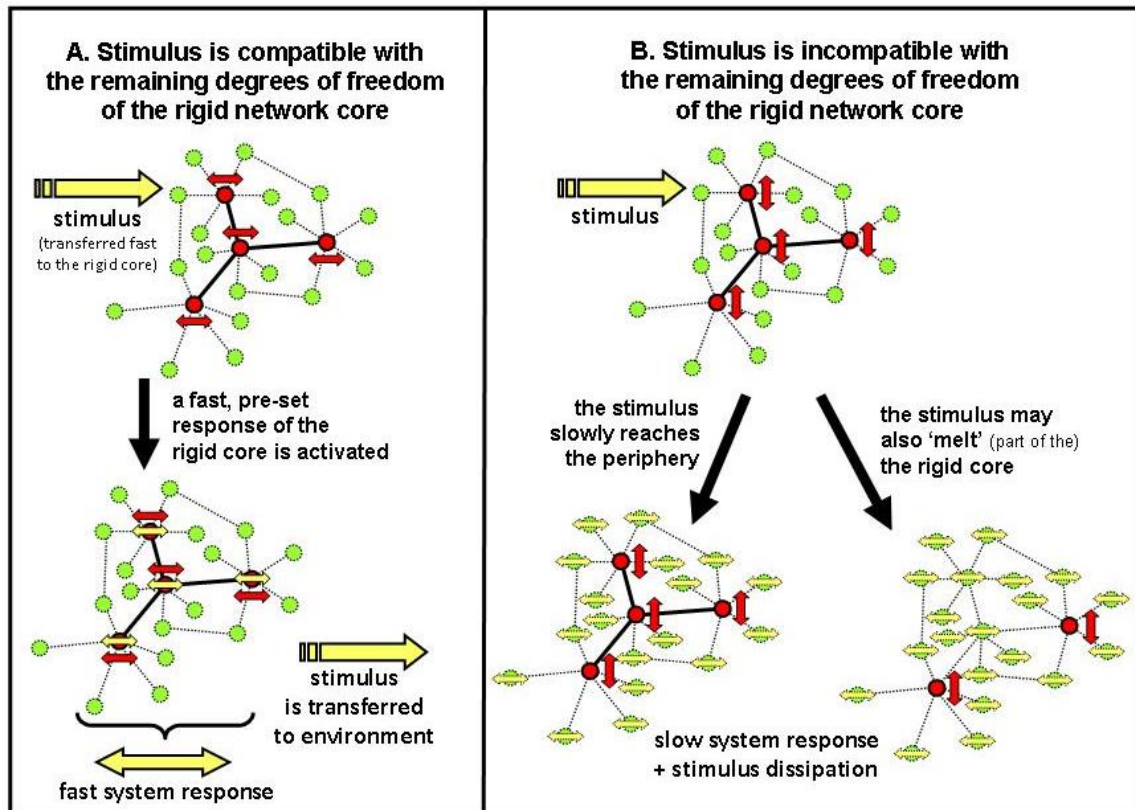 A. Stimulus is compatible with
the remaining degrees of freedom
of the rigid network core
stimulus
(transferred fast
to the rigid core)
a fast, pre-set
response of the
rigid core is activated
stimulus
is transferred
to environment
fast system response
B. Stimulus is incompatible with
the remaining degrees of freedom
of the rigid network core
stimulus
the stimulus
slowly reaches
the periphery
the stimulus may
also ‘melt’ (part of the)
the rigid core
slow system response
+ stimulus dissipation